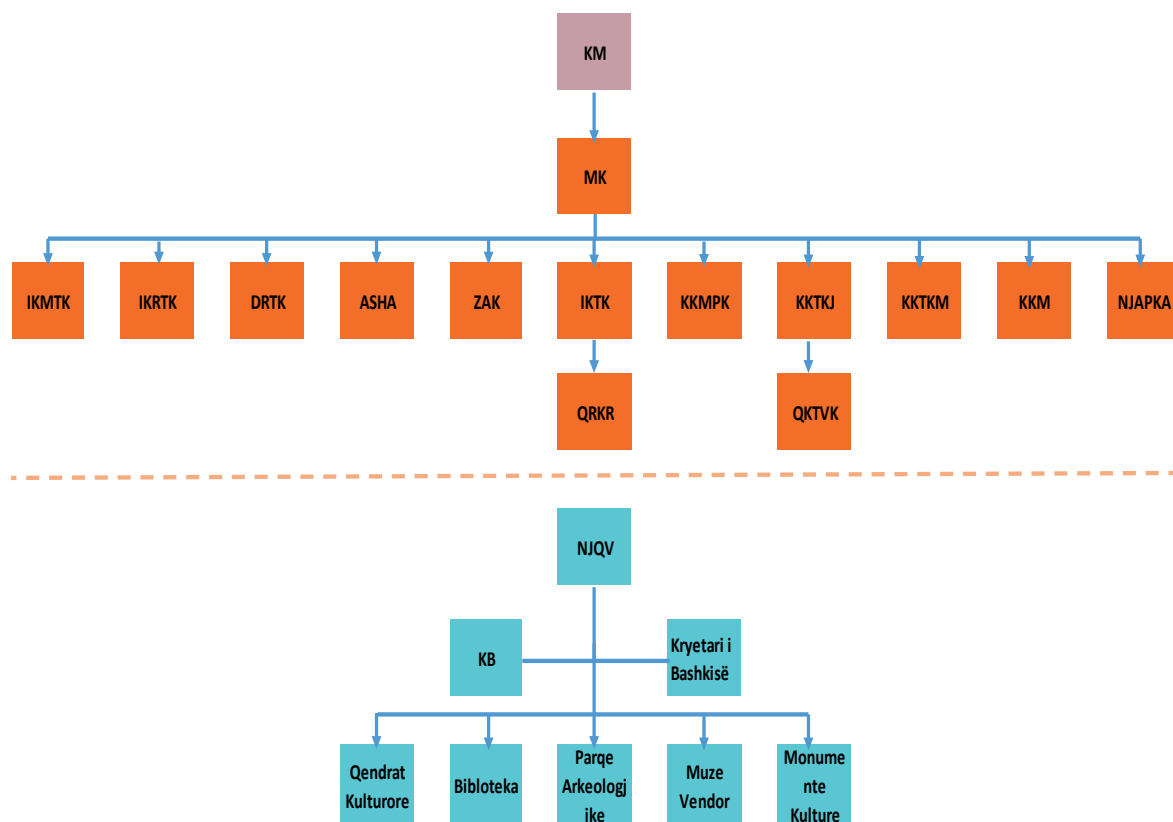 KM
MK
IKMTK
IKRTK
DRTK
ASHA
ZAK
IKTK
KKMPK
KKTKJ
KKTKM
KKM
NJAPKA
QRKR
QKTVK
NJQV
KB
Kryetari i
Bashkisë
Qendrat
Kulturore
Bibloteka
Parqe
Arkeologj
ike
Muze
Vendor
Monume
nte
Kulture